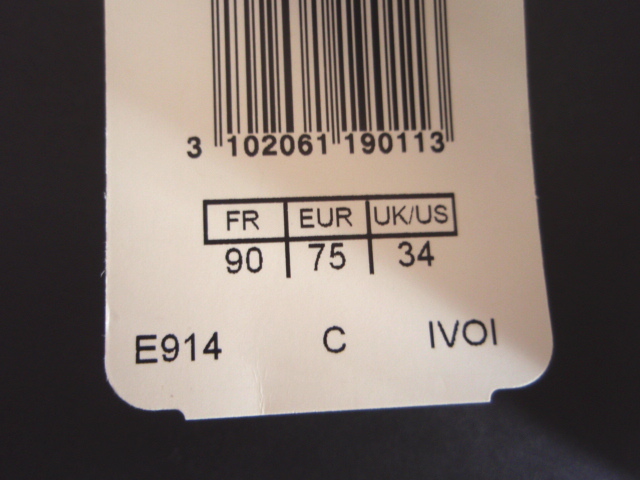 3 102061 190113
FR EUR UK/US
90 75 34
E914 C IVOI